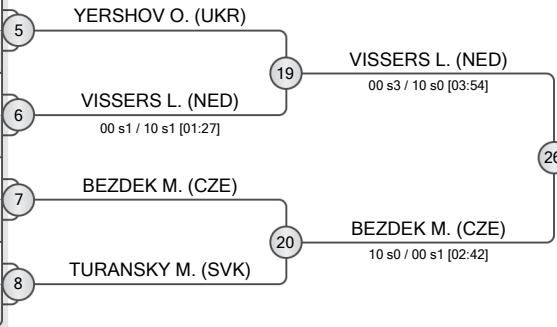 YERSHOV O. (UKR)
5
19
VISSERS L. (NED)
00 s3 / 10 s0 [03:54]
VISSERS L. (NED)
6
00 s1 / 10 s1 [01:27]
26
BEZDEK M. (CZE)
7
20
BEZDEK M. (CZE)
10 s0 / 00 s1 [02:42]
TURANSKY M. (SVK)
8